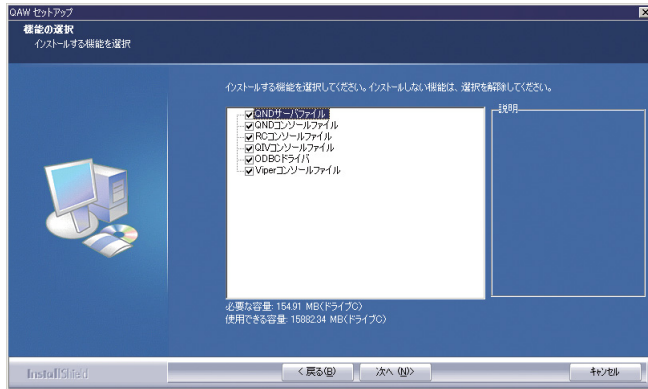 QAW セットアップ
機能の選択
インストールする機能を選択
インストールする機能を選択してください。インストールしない機能は、選択を解除してください。
QNDサーバファイル
QNDコンソールファイル
RCコンソールファイル
QIVコンソールファイル
ODBCドライバ
Viperコンソールファイル
説明
必要な容量: 154.91 MB(ドライブC)
使用できる容量: 15882.34 MB(ドライブC)
InstallShield
< 戻る(B)
次へ (N)>
キャンセル